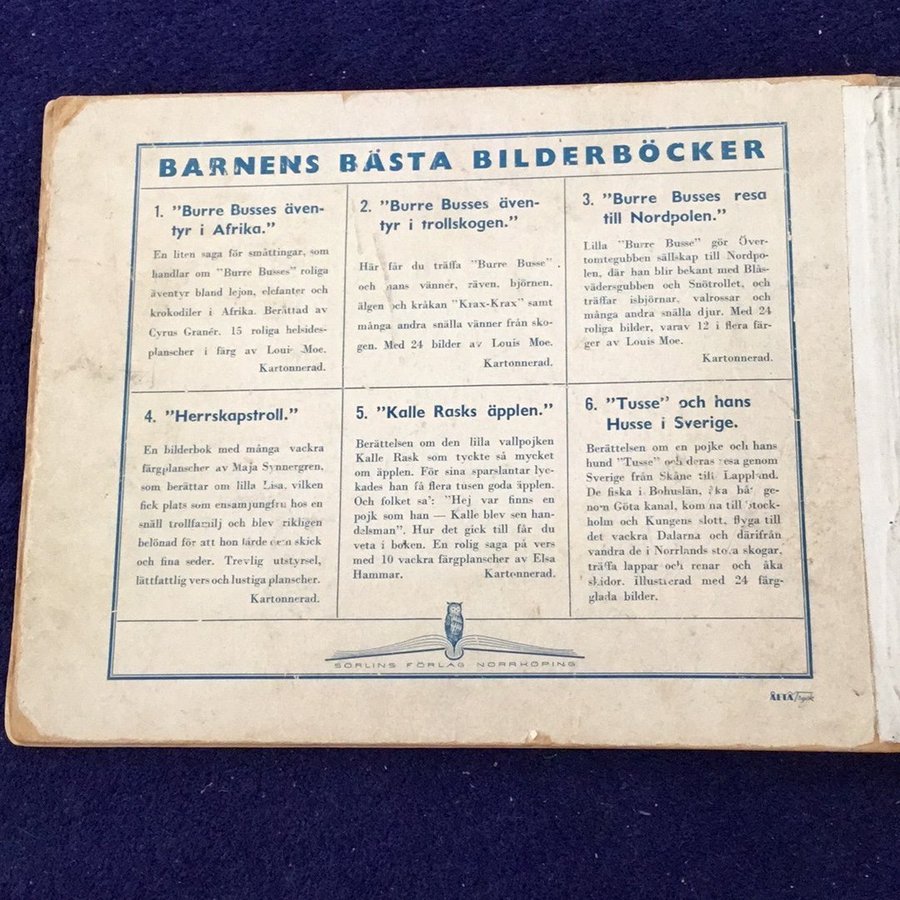 BARNENS BÄSTA BILDERBÖCKER
1. "Burre Busses även-
tyr i Afrika."
En liten saga för småttingar, som
handlar om "Burre Busses" roliga
äventyr bland lejon, elefanter och
krokodiler i Afrika. Berättad av
Cyrus Granér. 15 roliga helsides-
planscher i färg av Louis Moe.
Kartonnerad.
2. "Burre Busses även-
tyr i trollskogen."
Här får du träffa "Burre Busse"
och hans vänner, räven, björnen,
älgen och kråkan "Krax-Krax" samt
många andra snälla vänner från sko-
gen. Med 24 bilder av Louis Moe.
Kartonnerad.
3. "Burre Busses resa
till Nordpolen."
Lilla "Burre Busse" gör Över-
tomtegubben sällskap till Nordpo-
len, där han blir bekant med Blås-
vädersgubben och Snötrollet, och
träffar isbjörnar, valrossar och
många andra snälla djur. Med 24
roliga bilder, varav 12 i flera fär-
ger av Louis Moe.
Kartonnerad.
4. "Herrskapstroll."
En bilderbok med många vackra
färgplanscher av Maja Synnergren,
som berättar om lilla Lisa, vilken
fick plats som ensamjungfru hos en
snäll trollfamilj och blev rikligen
belönad för att hon lärde dem skick
och fina seder. Trevlig utstyrsel,
lättfattlig vers och lustiga planscher.
Kartonnerad.
5. "Kalle Rasks äpplen."
Berättelsen om den lilla vallpojken
Kalle Rask som tyckte så mycket
om äpplen. För sina sparslantar lyc-
kades han få flera tusen goda äpplen.
Och folket sa': "Hej var finns en
pojk som han — Kalle blev sen han-
delsman". Hur det gick till får du
veta i boken. En rolig saga på vers
med 10 vackra färgplanscher av Elsa
Hammar. Kartonnerad.
6. "Tusse" och hans
Husse i Sverige.
Berättelsen om en pojke och hans
hund "Tusse" och deras resa genom
Sverige från Skåne till Lappland.
De fiska i Bohuslän, åka båt ge-
nom Göta kanal, komma till Stock-
holm och Kungens slott, flyga till
det vackra Dalarna och därifrån
vandra de i Norrlands stora skogar,
träffa lappar och renar och åka
skidor. Illustrerad med 24 färg-
glada bilder.
SÖRLINS FÖRLAG NORRKÖPING
ÅLTÅ Tryck